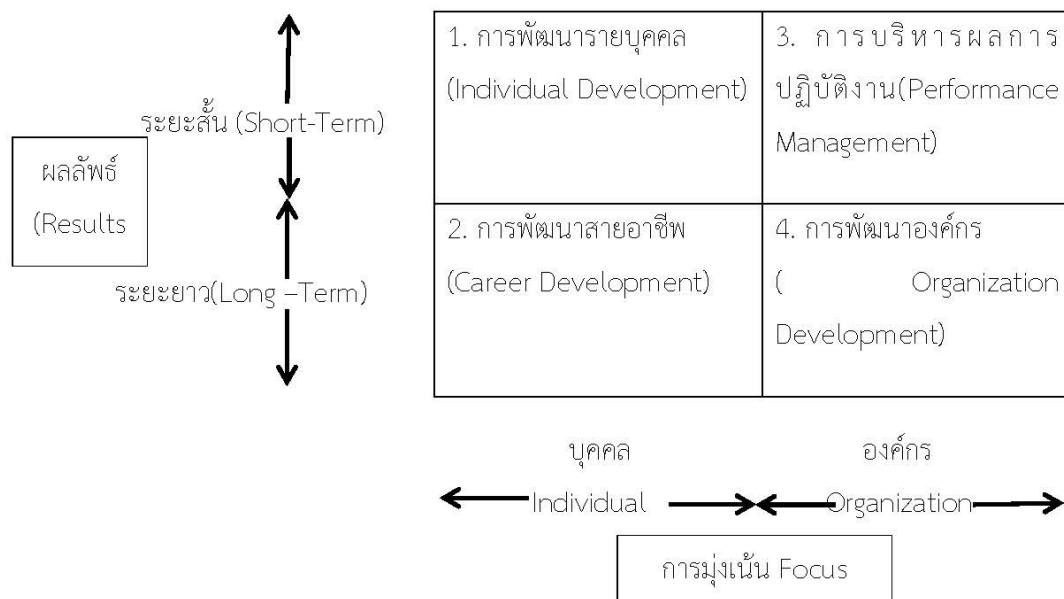 1. การพัฒนารายบุคคล
(Individual Development)
3. การบริหารผลการ
ปฏิบัติงาน(Performance
Management)
ระยะสั้น (Short-Term)
ผลลัพธ์
(Results
2. การพัฒนาสายอาชีพ
(Career Development)
4. การพัฒนาองค์กร
( Organization
Development)
ระยะยาว(Long –Term)
บุคคล
Individual
องค์กร
Organization
การมุ่งเน้น Focus